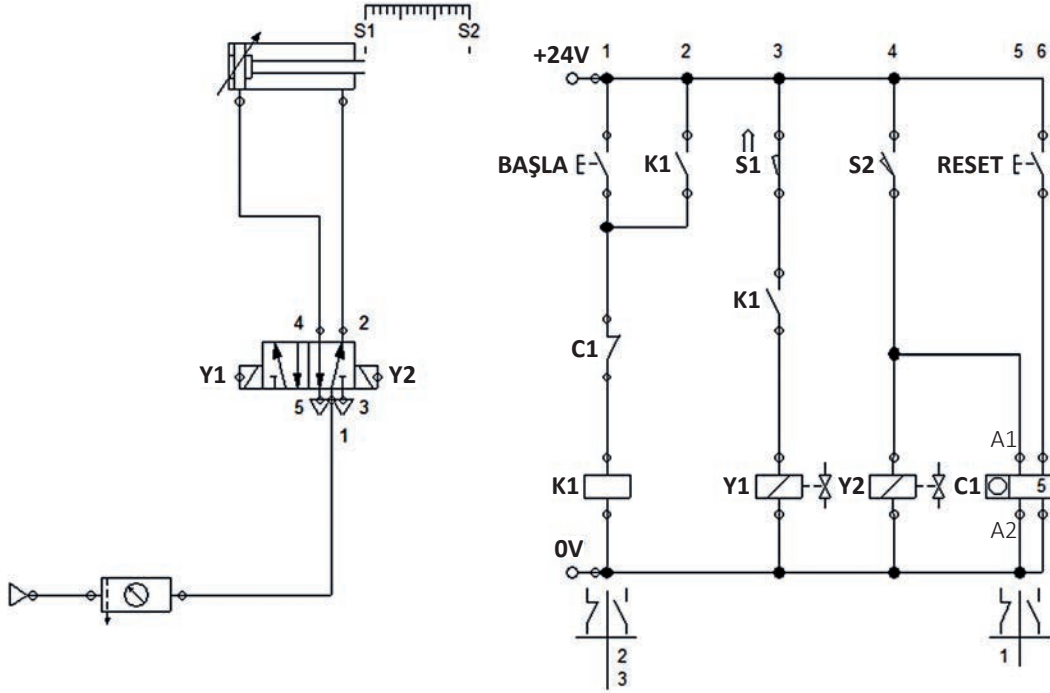 S1 S2
4 2
Y1 Y2
5 3
1
1 2 3 4 5 6
+24V
BAŞLA K1 S1 S2 RESET
K1
C1
A1
K1 Y1 Y2 C1 5
A2
0V
2 1
3